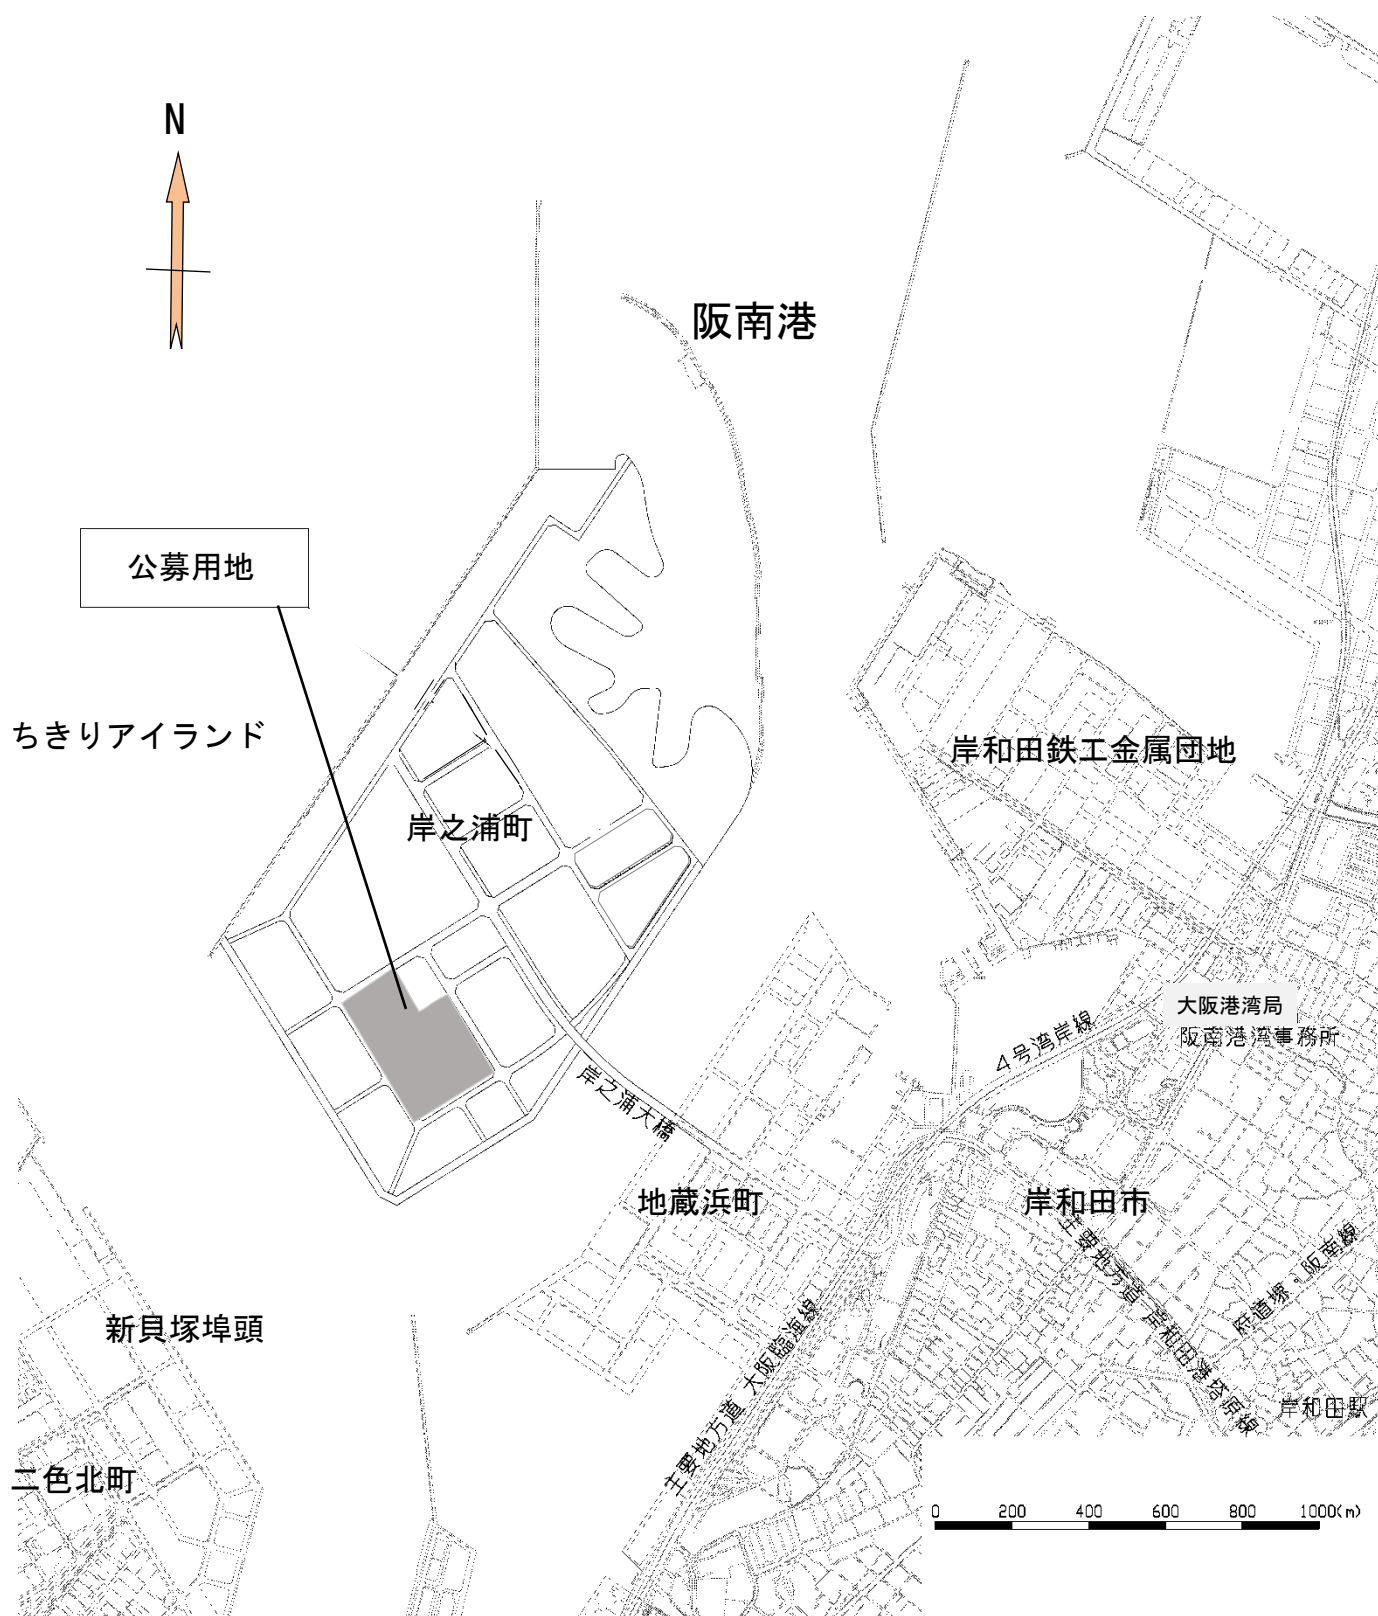 N
阪南港
公募用地
ちきりアイランド
岸和田鉄工金属団地
岸之浦町
大阪港湾局
阪南港湾事務所
4号湾岸線
岸之浦大橋
地蔵浜町
岸和田市
主要地方道 岸和田港塔原線
府道堺・阪南線
新貝塚埠頭
主要地方道 大阪臨海線
岸和田駅
二色北町
0 200 400 600 800 1000(m)